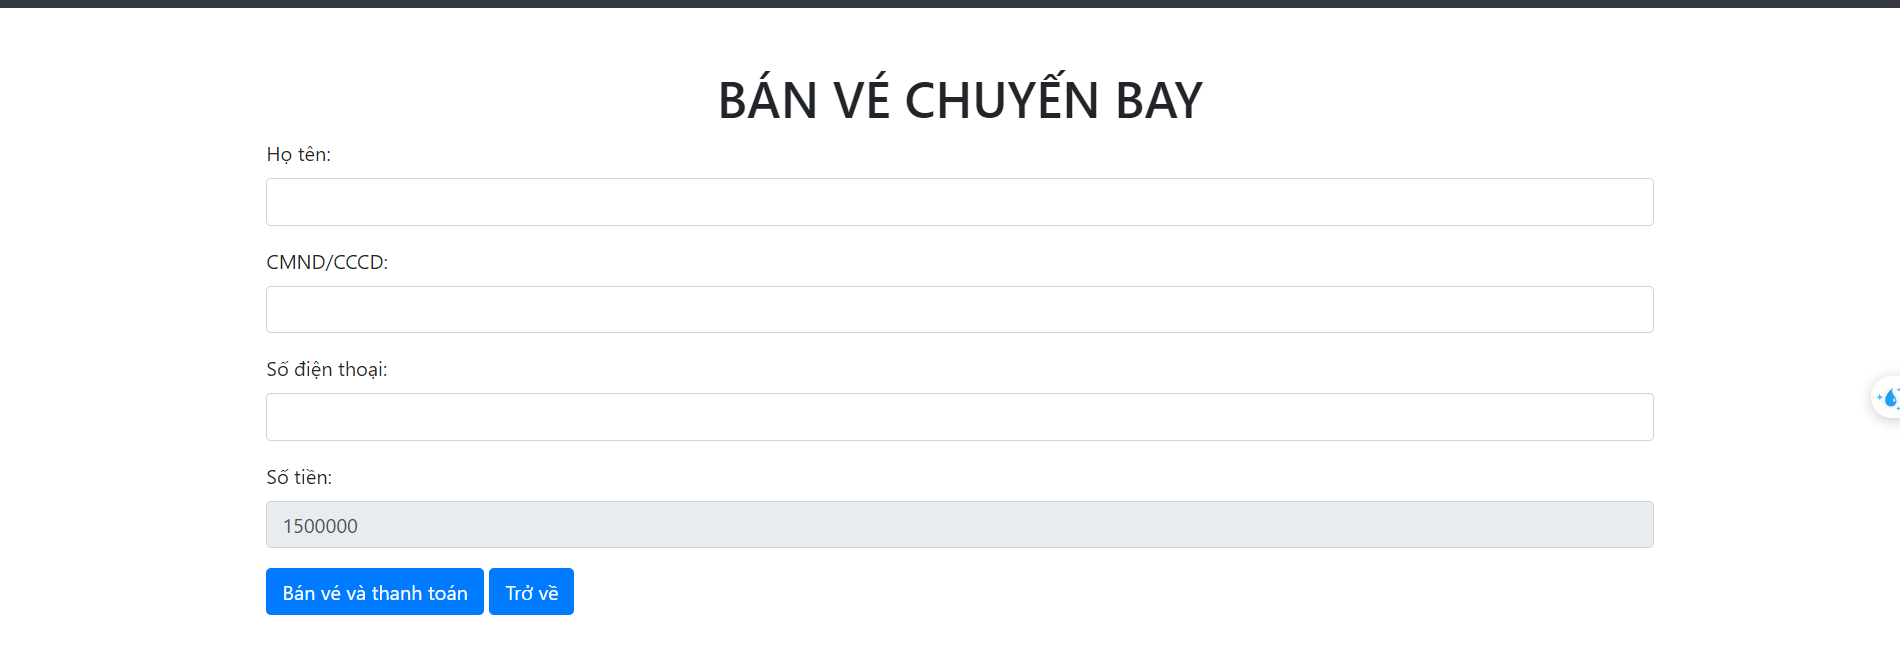 BÁN VÉ CHUYẾN BAY
Họ tên:
CMND/CCCD:
Số điện thoại:
Số tiền:
1500000
Bán vé và thanh toán Trở về